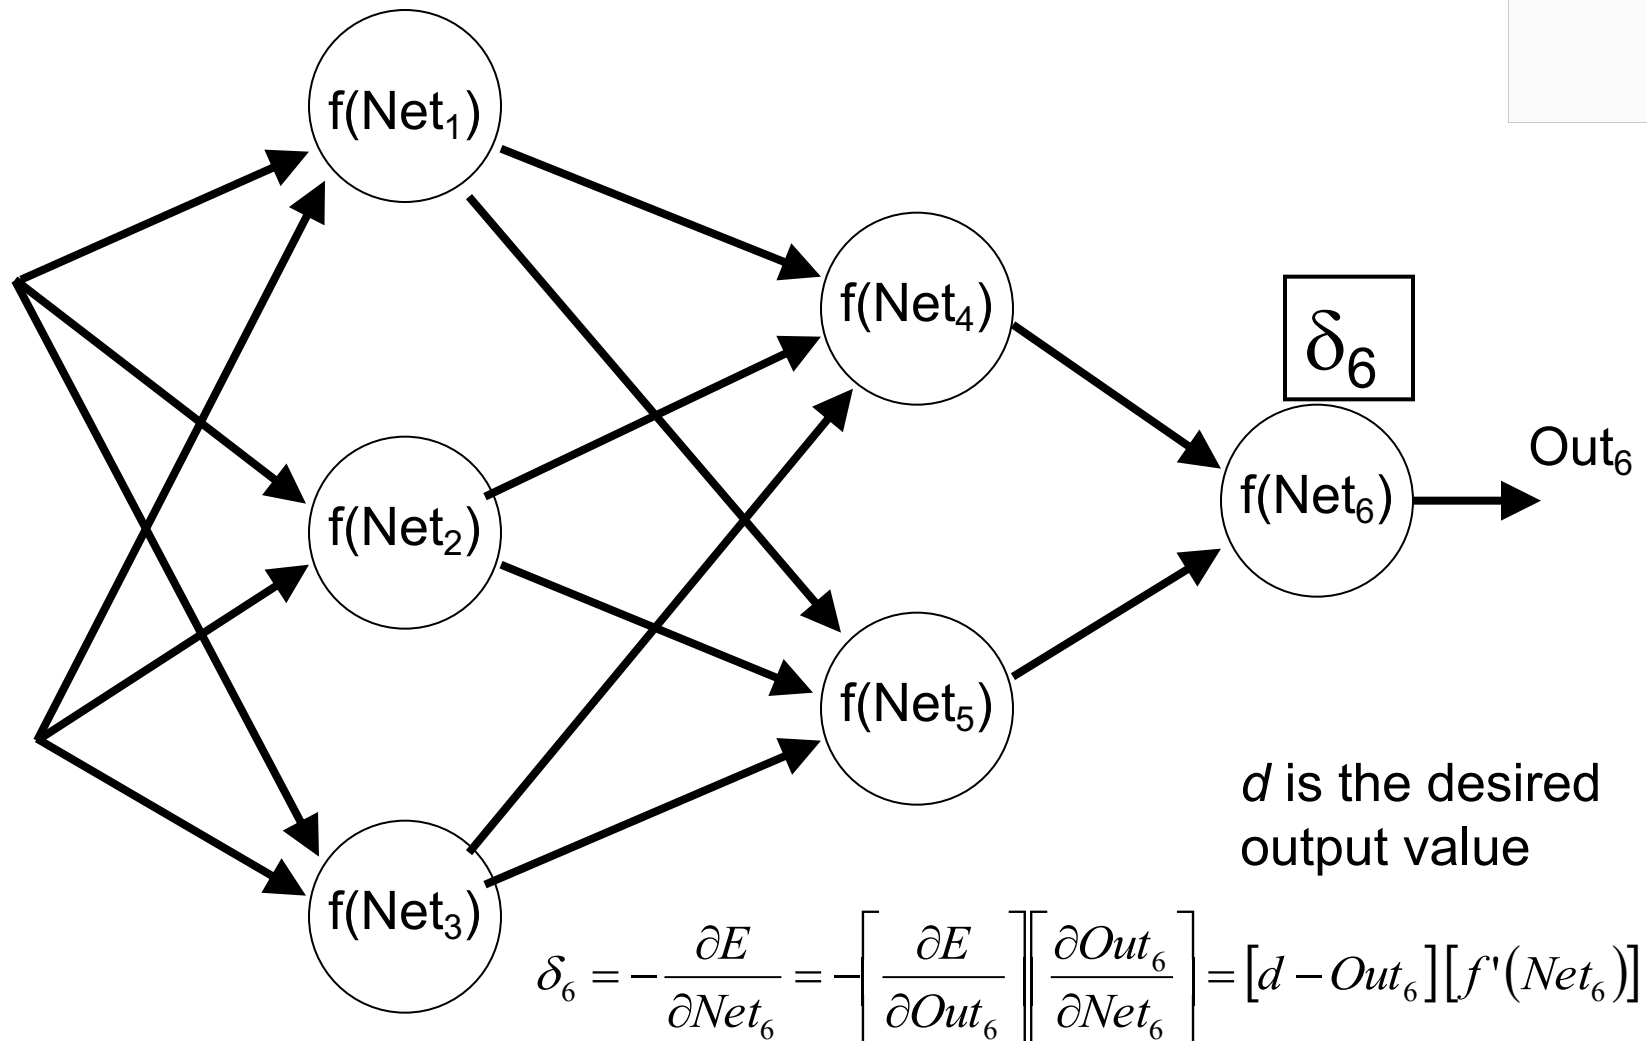 f(Net₁)
f(Net₄)
δ₆
Out₆
f(Net₂)
f(Net₆)
f(Net₅)
d is the desired
output value
f(Net₃)
δ₆ = −∂E/∂Net₆ = −[∂E/∂Out₆][∂Out₆/∂Net₆] = [d − Out₆][f'(Net₆)]